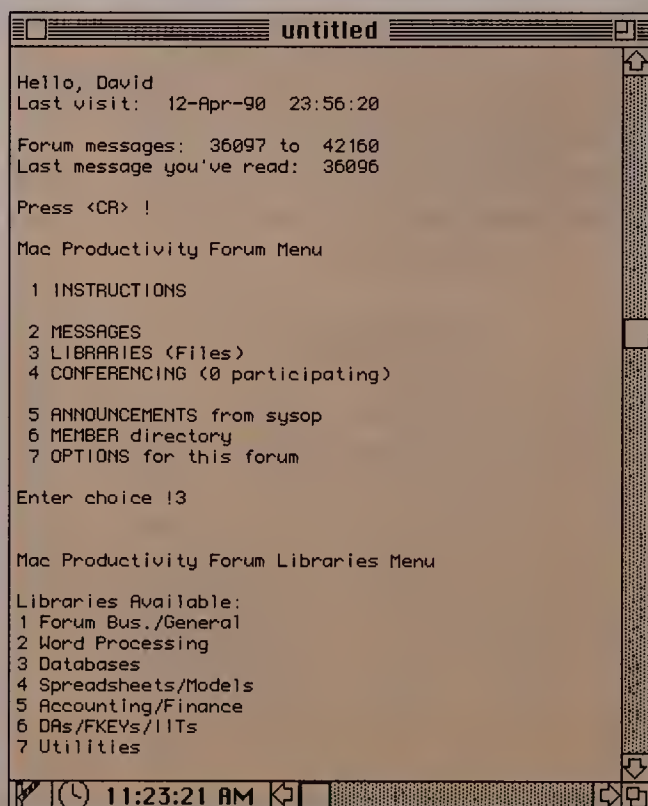 untitled
Hello, David
Last visit:  12-Apr-90  23:56:20
Forum messages:  36097 to  42160
Last message you've read:  36096
Press <CR> !
Mac Productivity Forum Menu
1 INSTRUCTIONS
2 MESSAGES
3 LIBRARIES (Files)
4 CONFERENCING (0 participating)
5 ANNOUNCEMENTS from sysop
6 MEMBER directory
7 OPTIONS for this forum
Enter choice !3
Mac Productivity Forum Libraries Menu
Libraries Available:
1 Forum Bus./General
2 Word Processing
3 Databases
4 Spreadsheets/Models
5 Accounting/Finance
6 DAs/FKEYs/IITs
7 Utilities
11:23:21 AM